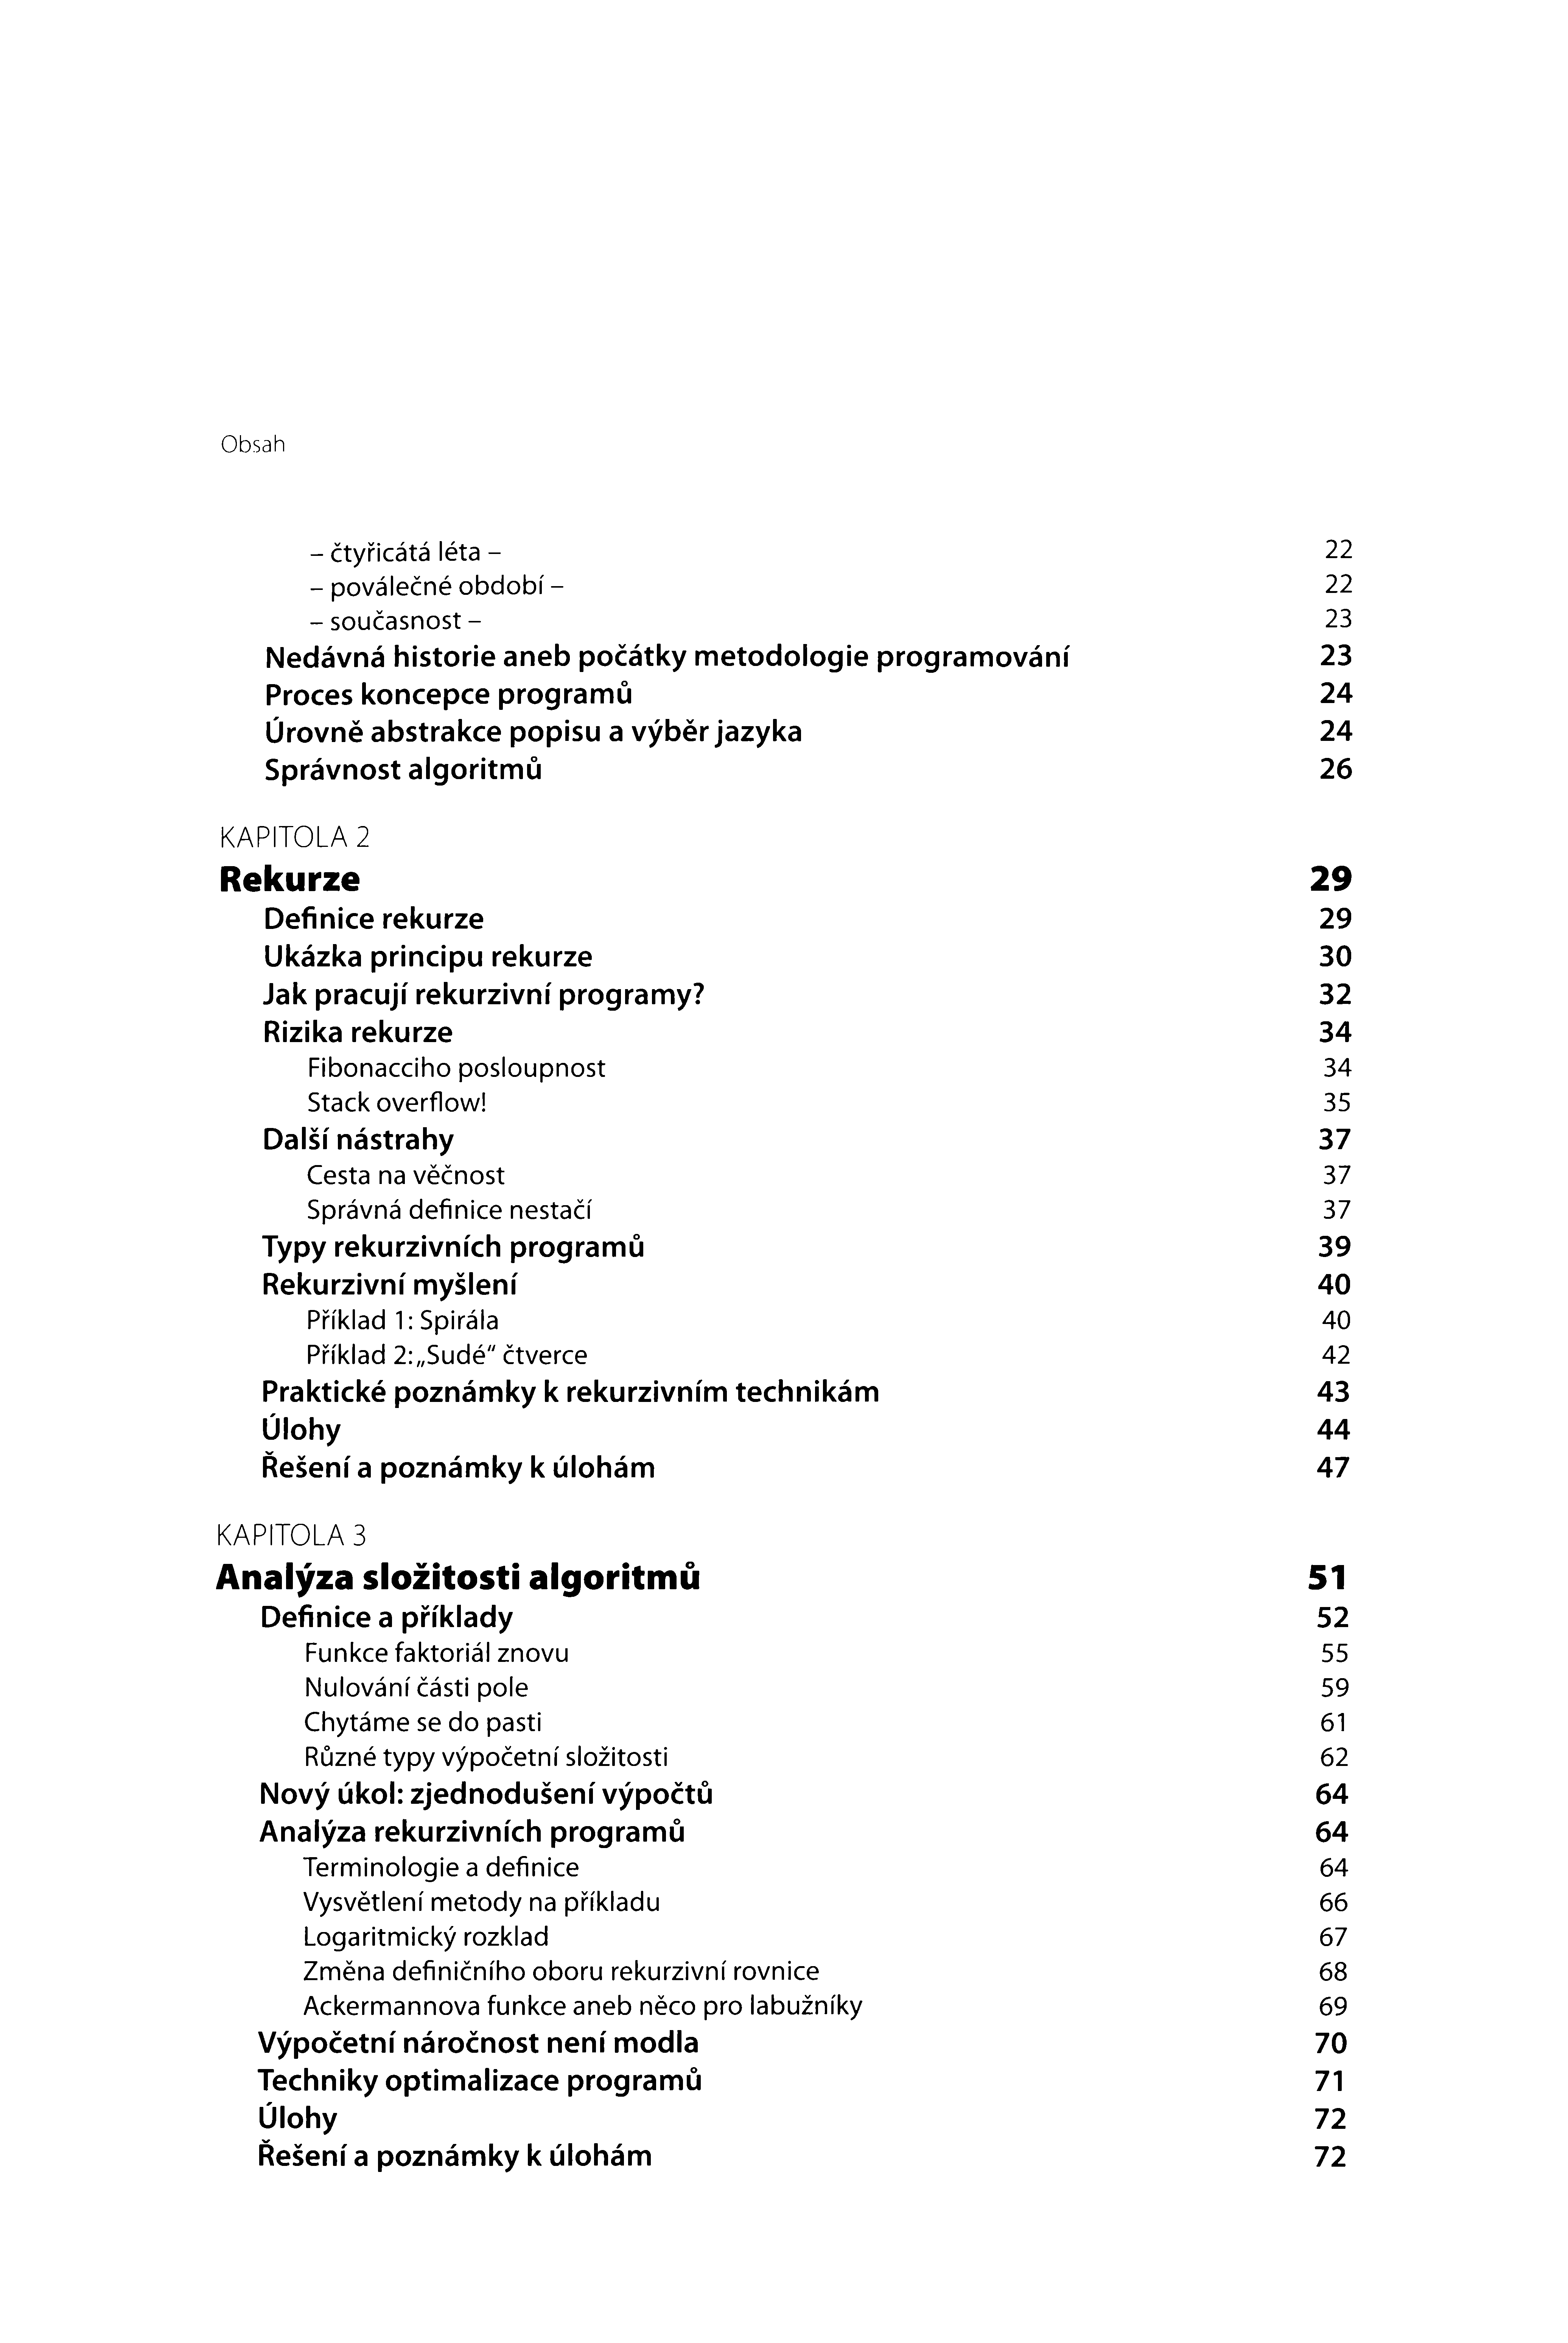 Obsah
– čtyřicátá léta – 22
– poválečné období – 22
– současnost – 23
Nedávná historie aneb počátky metodologie programování 23
Proces koncepce programů 24
Úrovně abstrakce popisu a výběr jazyka 24
Správnost algoritmů 26
KAPITOLA 2
Rekurze 29
Definice rekurze 29
Ukázka principu rekurze 30
Jak pracují rekurzivní programy? 32
Rizika rekurze 34
Fibonacciho posloupnost 34
Stack overflow! 35
Další nástrahy 37
Cesta na věčnost 37
Správná definice nestačí 37
Typy rekurzivních programů 39
Rekurzivní myšlení 40
Příklad 1: Spirála 40
Příklad 2: „Sudé" čtverce 42
Praktické poznámky k rekurzivním technikám 43
Úlohy 44
Řešení a poznámky k úlohám 47
KAPITOLA 3
Analýza složitosti algoritmů 51
Definice a příklady 52
Funkce faktoriál znovu 55
Nulování části pole 59
Chytáme se do pasti 61
Různé typy výpočetní složitosti 62
Nový úkol: zjednodušení výpočtů 64
Analýza rekurzivních programů 64
Terminologie a definice 64
Vysvětlení metody na příkladu 66
Logaritmický rozklad 67
Změna definičního oboru rekurzivní rovnice 68
Ackermannova funkce aneb něco pro labužníky 69
Výpočetní náročnost není modla 70
Techniky optimalizace programů 71
Úlohy 72
Řešení a poznámky k úlohám 72